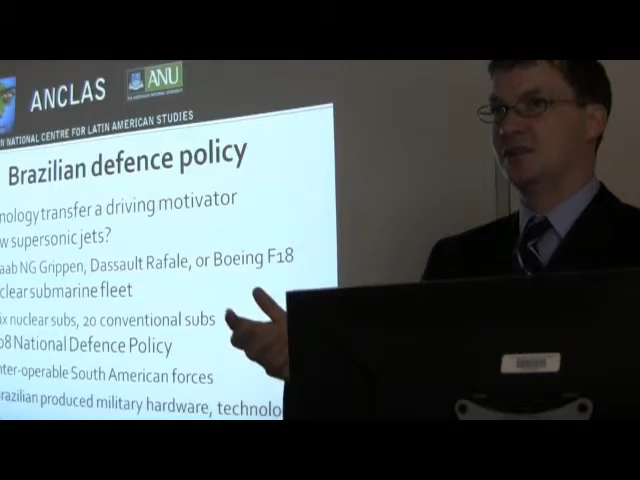 ANCLAS
ANU
NATIONAL CENTRE FOR LATIN AMERICAN STUDIES
Brazilian defence policy
nology transfer a driving motivator
w supersonic jets?
aab NG Grippen, Dassault Rafale, or Boeing F18
clear submarine fleet
ix nuclear subs, 20 conventional subs
08 National Defence Policy
nter-operable South American forces
razilian produced military hardware, technolo